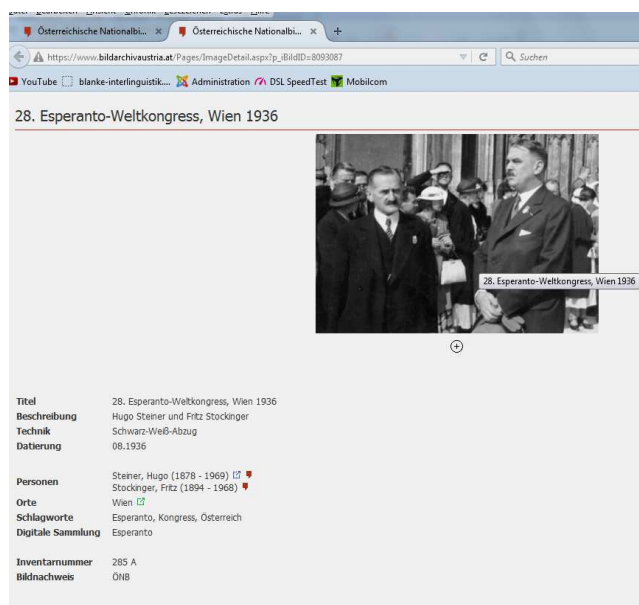 Österreichische Nationalbi... × Österreichische Nationalbi... × +
https://www.bildarchivaustria.at/Pages/ImageDetail.aspx?p_iBildID=8093087 Suchen
YouTube blanke-interlinguistik.... Administration DSL SpeedTest Mobilcom
28. Esperanto-Weltkongress, Wien 1936
28. Esperanto-Weltkongress, Wien 1936
Titel 28. Esperanto-Weltkongress, Wien 1936
Beschreibung Hugo Steiner und Fritz Stockinger
Technik Schwarz-Weiß-Abzug
Datierung 08.1936
Personen Steiner, Hugo (1878 - 1969)
Stockinger, Fritz (1894 - 1968)
Orte Wien
Schlagworte Esperanto, Kongress, Österreich
Digitale Sammlung Esperanto
Inventarnummer 285 A
Bildnachweis ÖNB